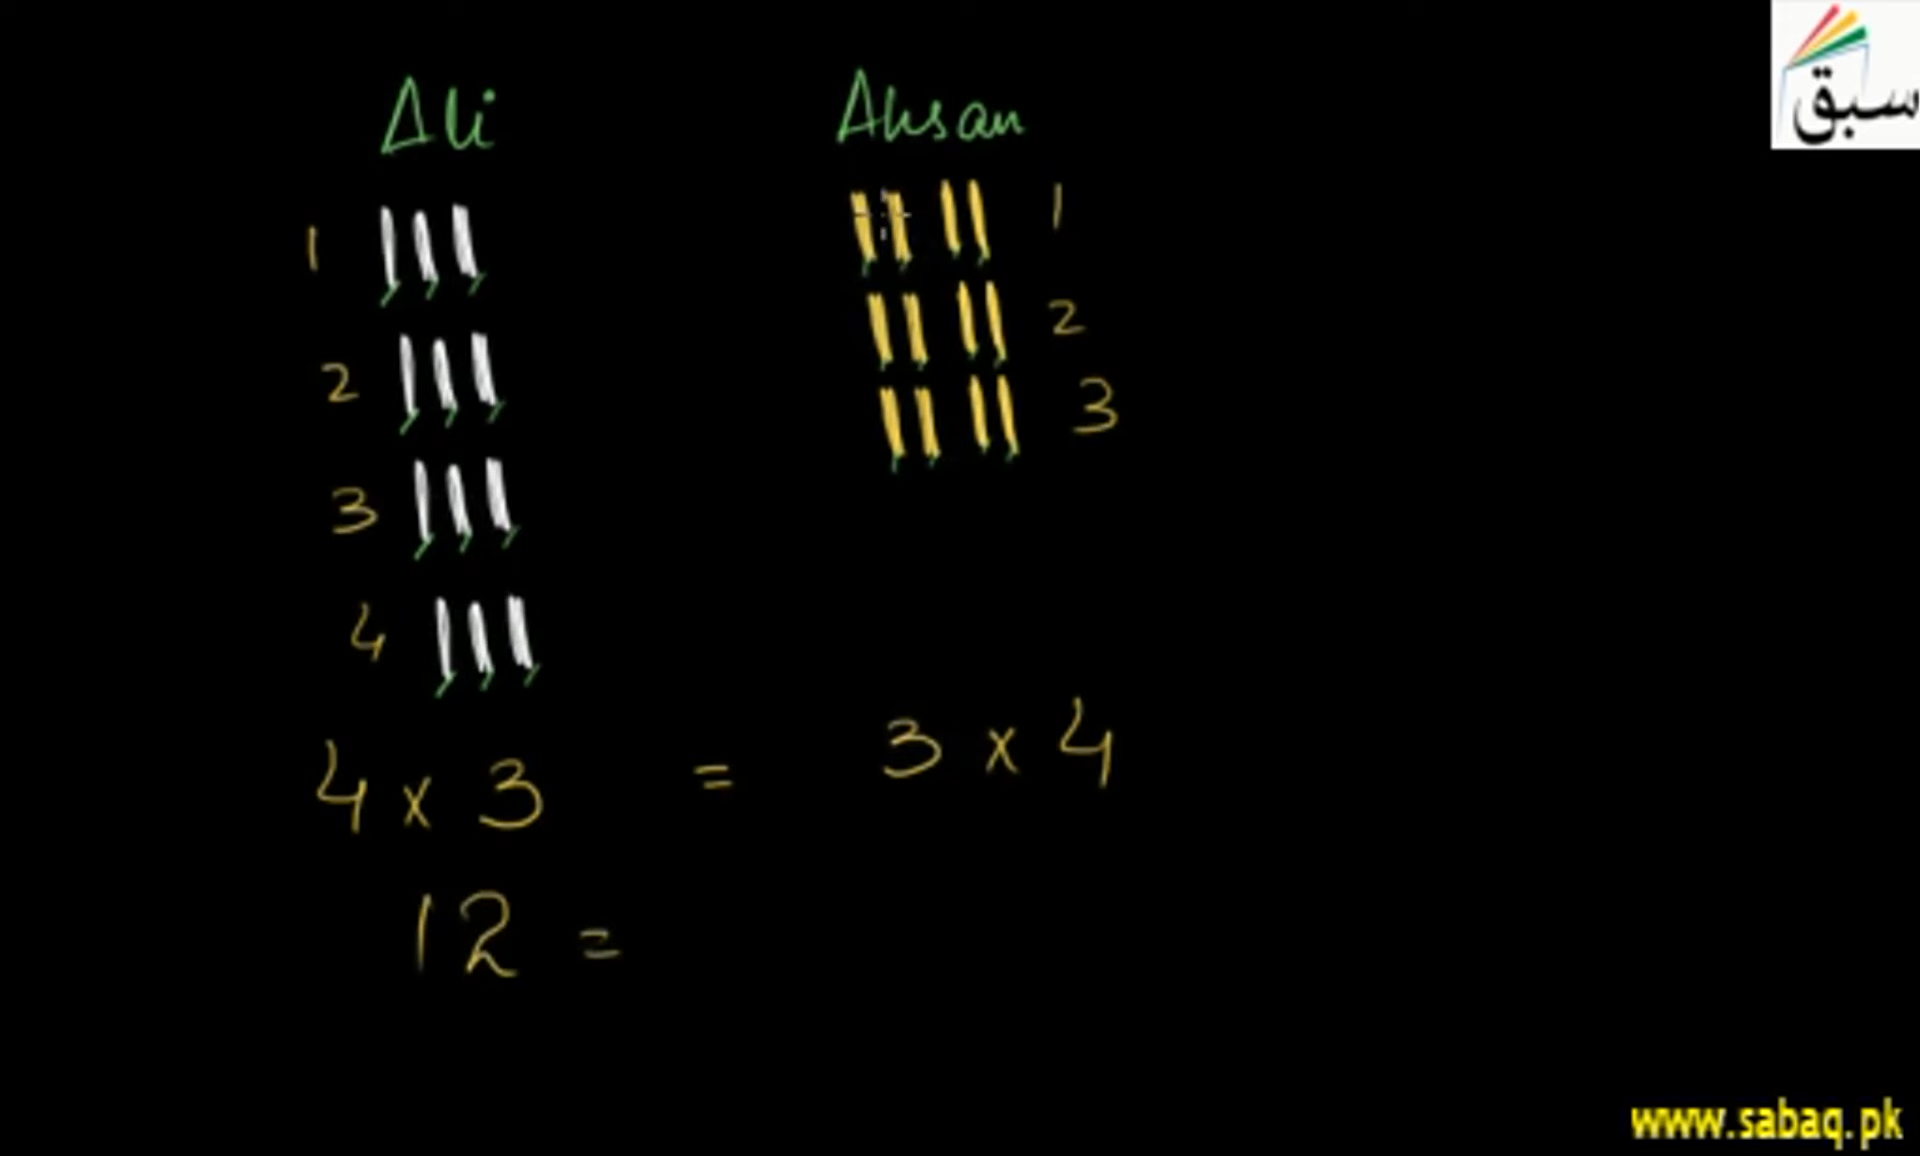 Ali Ahsan
سبق
1 1
2 2
3 3
4
4 x 3 = 3 x 4
12 =
www.sabaq.pk